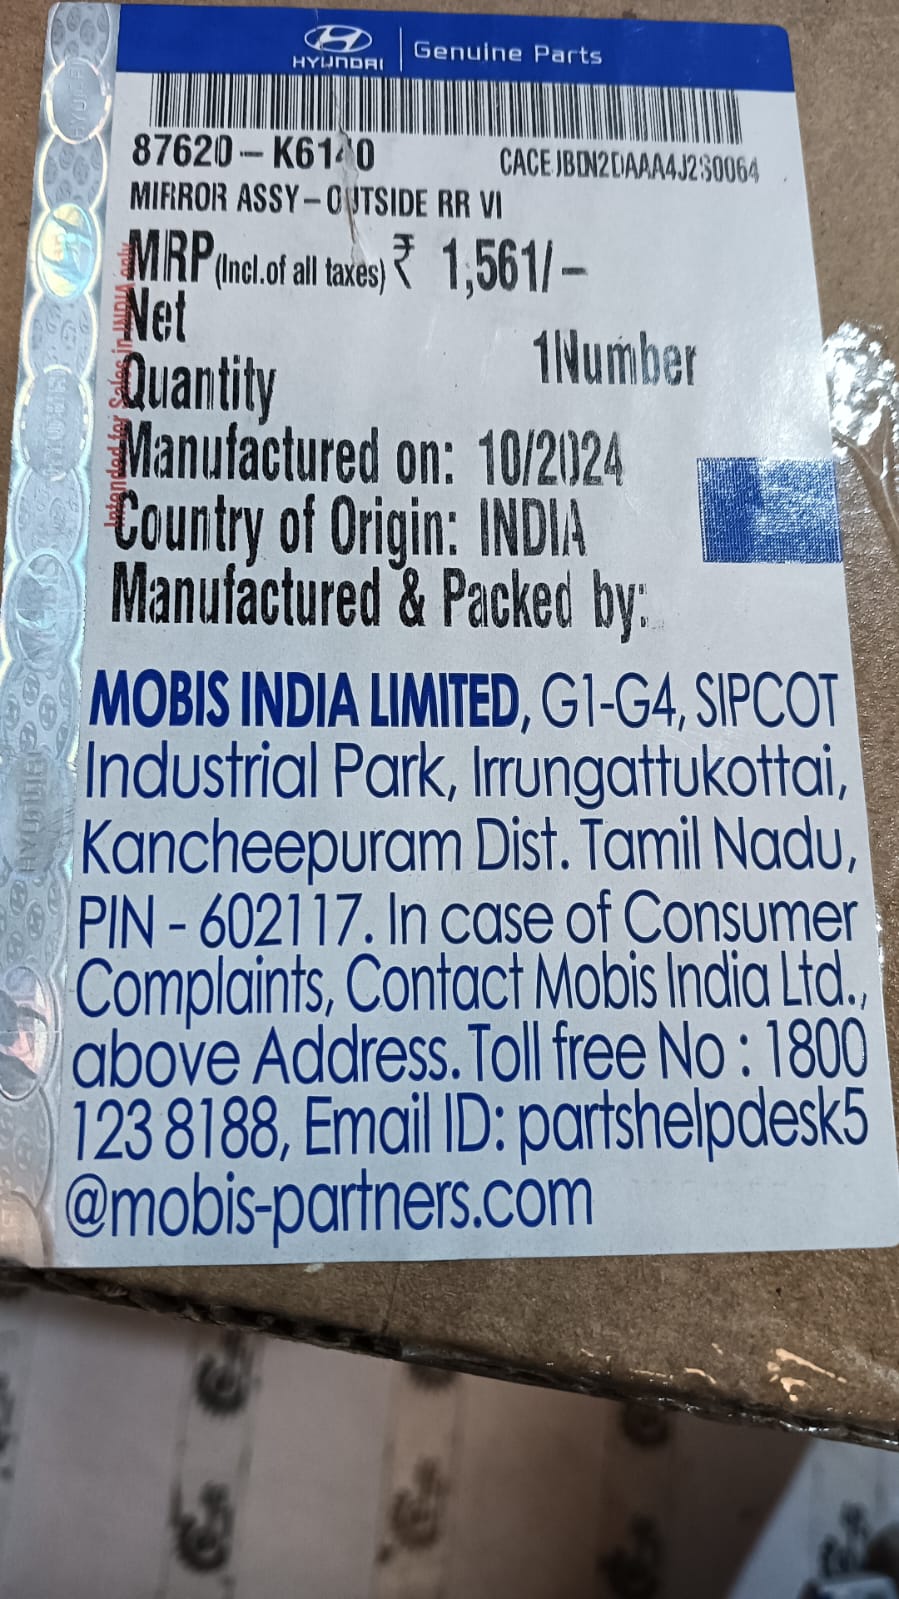 HYUNDAI | Genuine Parts
87620-K6140
CACEJBDN2DAAA4J2S0064
MIRROR ASSY-OUTSIDE RR VI
MRP(Incl.of all taxes) ₹ 1,561/-
Net
Quantity
1Number
Manufactured on: 10/2024
Country of Origin: INDIA
Manufactured & Packed by:
Intended for Sales in INDIA only
MOBIS INDIA LIMITED, G1-G4, SIPCOT
Industrial Park, Irrungattukottai,
Kancheepuram Dist. Tamil Nadu,
PIN - 602117. In case of Consumer
Complaints, Contact Mobis India Ltd.,
above Address. Toll free No : 1800
123 8188, Email ID: partshelpdesk5
@mobis-partners.com